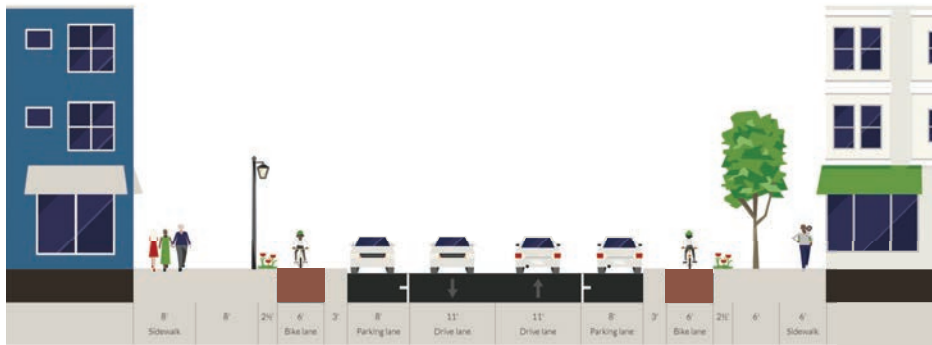 8' 8' 2½' 6' 3' 8' 11' 11' 8' 3' 6' 2½' 6' 6'
Sidewalk Bike lane Parking lane Drive lane Drive lane Parking lane Bike lane Sidewalk